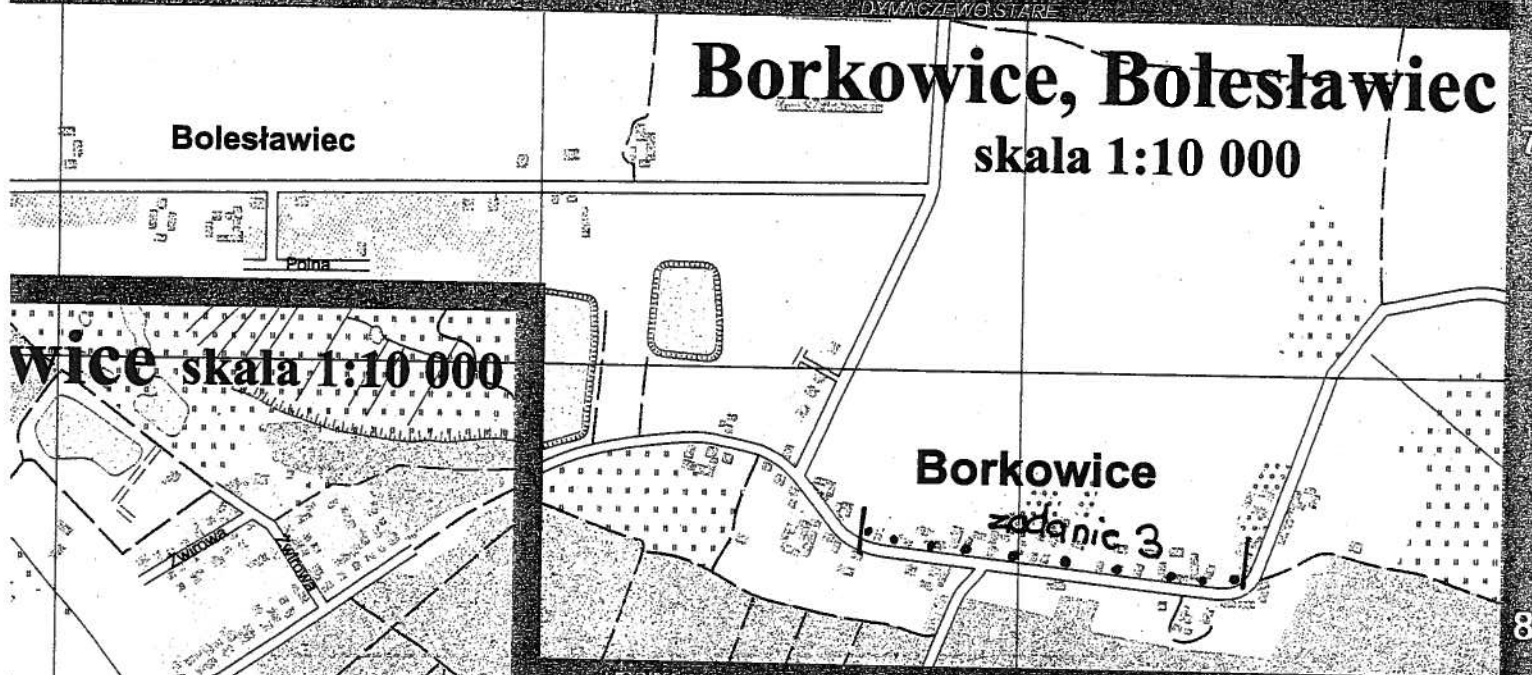 DYMACZEWO STARE
Borkowice, Bolesławiec
skala 1:10 000
Bolesławiec
Polna
wice skala 1:10 000
Borkowice
zadanie 3
Żwirowa
Żwirowa
7
8